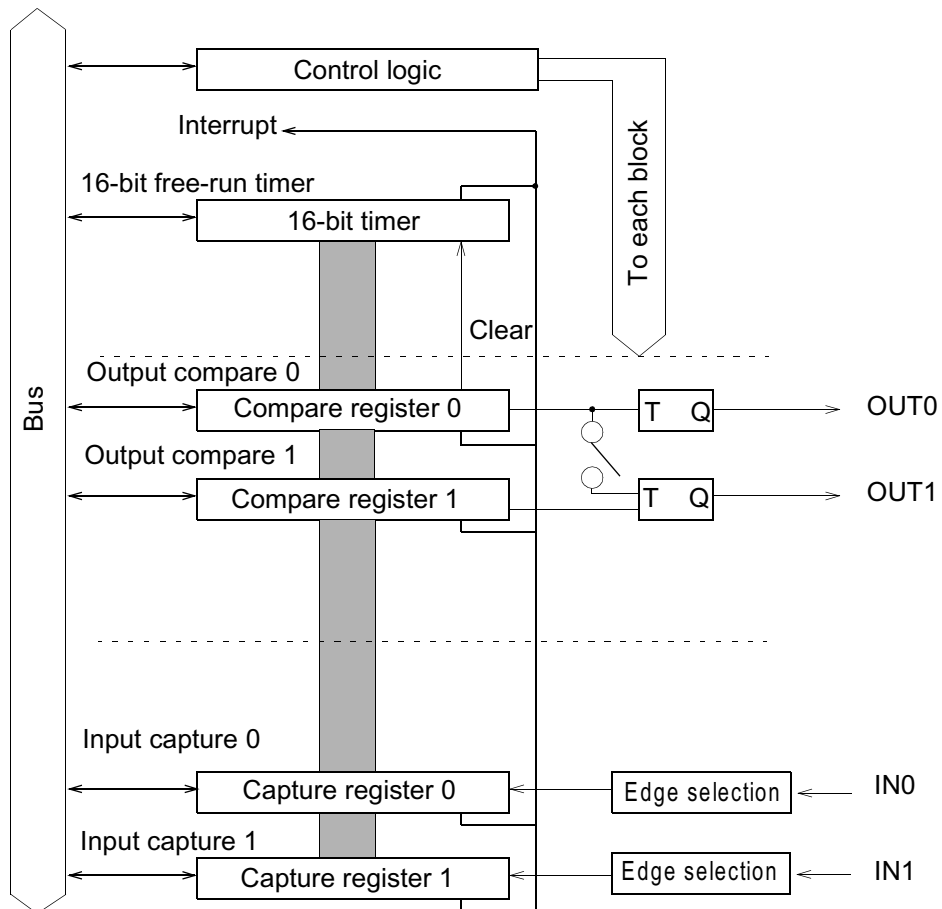 Control logic
Interrupt
To each block
16-bit free-run timer
16-bit timer
Clear
Bus
Output compare 0
Compare register 0
T Q
OUT0
Output compare 1
Compare register 1
T Q
OUT1
Input capture 0
Capture register 0
Edge selection
IN0
Input capture 1
Capture register 1
Edge selection
IN1